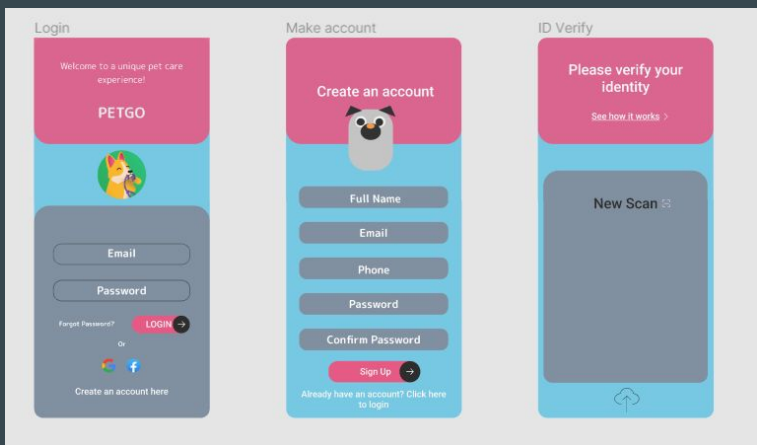 Login
Welcome to a unique pet care
experience!
PETGO
Email
Password
Forgot Password?
LOGIN
Or
Create an account here
Make account
Create an account
Full Name
Email
Phone
Password
Confirm Password
Sign Up
Already have an account? Click here
to login
ID Verify
Please verify your
identity
See how it works
New Scan